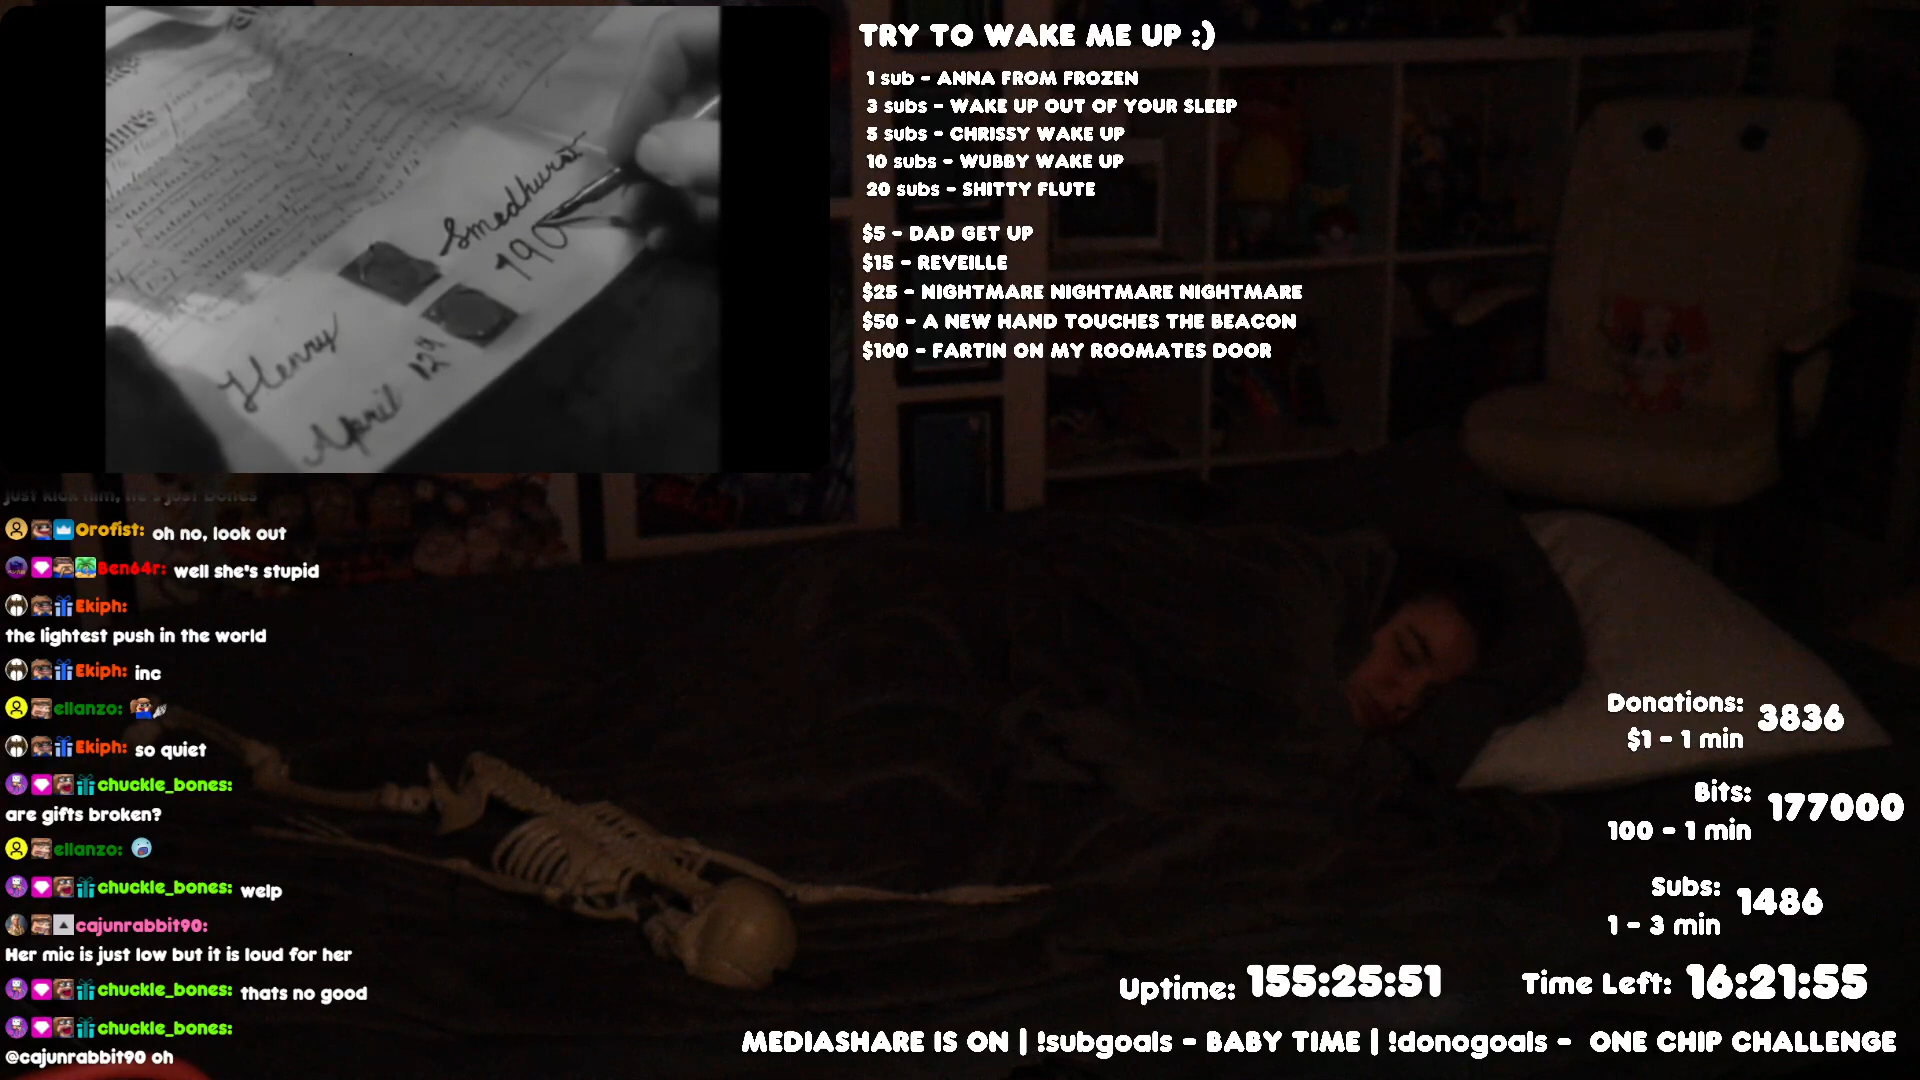 Smedhurst
190
Henry
April 12th
TRY TO WAKE ME UP :)
1 sub - ANNA FROM FROZEN
3 subs - WAKE UP OUT OF YOUR SLEEP
5 subs - CHRISSY WAKE UP
10 subs - WUBBY WAKE UP
20 subs - SHITTY FLUTE
$5 - DAD GET UP
$15 - REVEILLE
$25 - NIGHTMARE NIGHTMARE NIGHTMARE
$50 - A NEW HAND TOUCHES THE BEACON
$100 - FARTIN ON MY ROOMATES DOOR
just kick him, he's just bones
Orofist: oh no, look out
Ben64r: well she's stupid
Ekiph:
the lightest push in the world
Ekiph: inc
ellanzo:
Ekiph: so quiet
chuckle_bones:
are gifts broken?
ellanzo:
chuckle_bones: welp
cajunrabbit90:
Her mic is just low but it is loud for her
chuckle_bones: thats no good
chuckle_bones:
@cajunrabbit90 oh
Donations: 3836
$1 - 1 min
Bits: 177000
100 - 1 min
Subs: 1486
1 - 3 min
Uptime: 155:25:51 Time Left: 16:21:55
MEDIASHARE IS ON | !subgoals - BABY TIME | !donogoals - ONE CHIP CHALLENGE